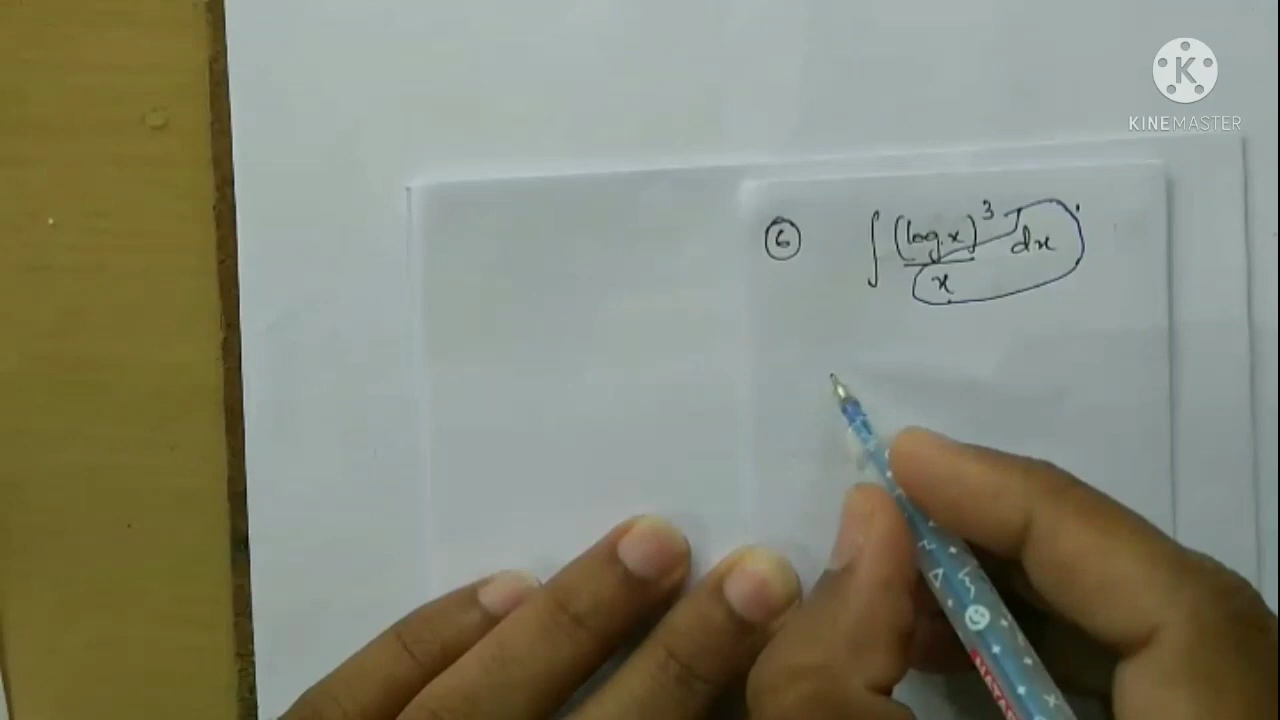 K
KINEMASTER
⑥ ∫ (log x)³ / x dx